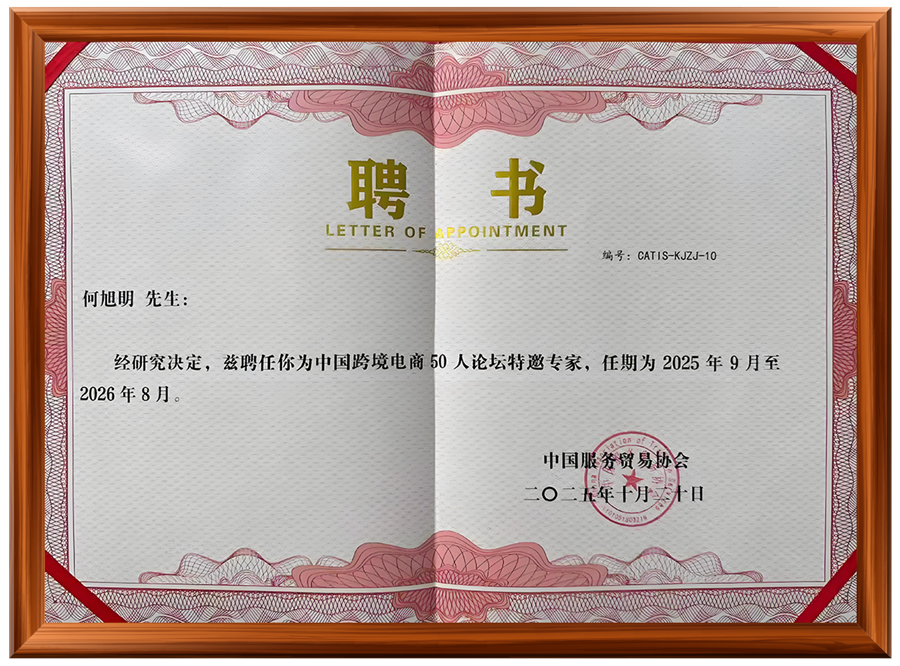 聘书
LETTER OF APPOINTMENT
编号：CATIS-KJZJ-10
何旭明 先生：
经研究决定，兹聘任你为中国跨境电商 50 人论坛特邀专家，任期为 2025 年 9 月至
2026 年 8 月。
中国服务贸易协会
二〇二五年十月二十日